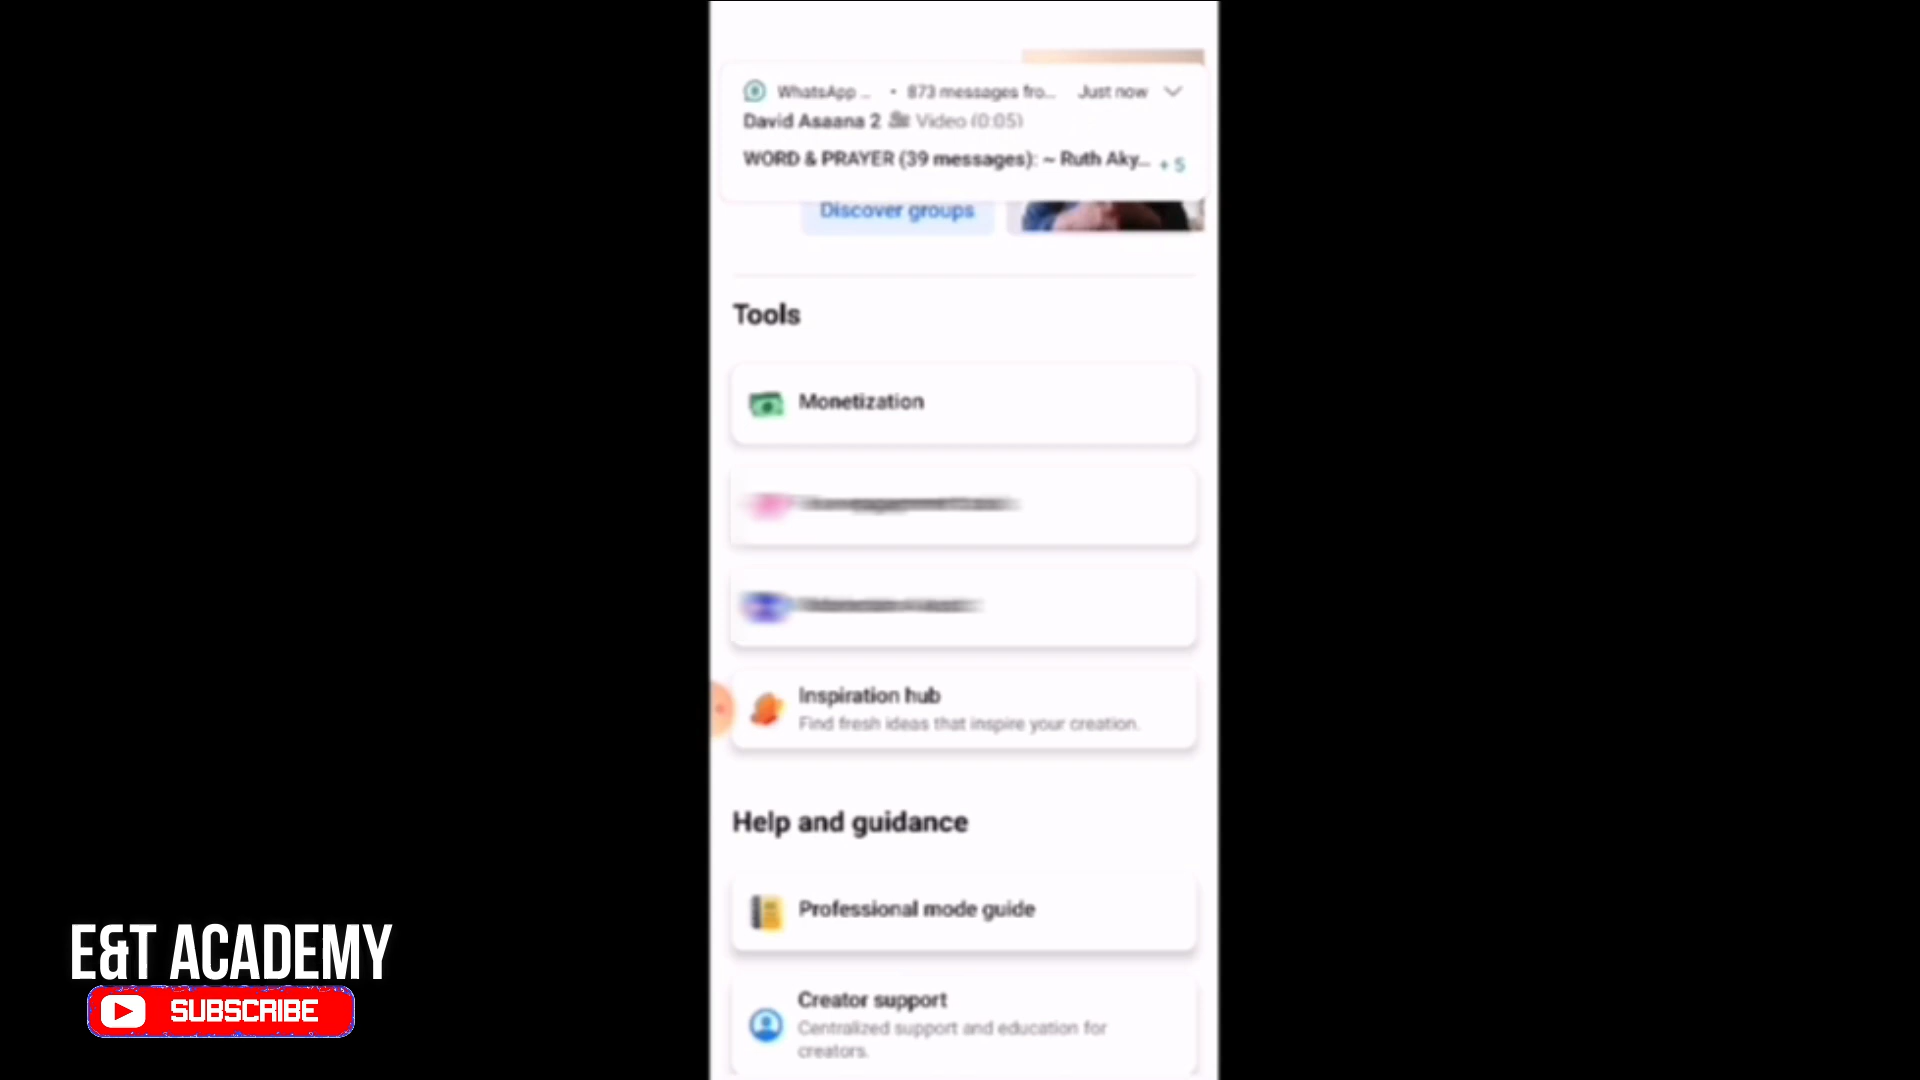 WhatsApp ... • 873 messages fro... Just now
David Asaana 2 Video (0:05)
WORD & PRAYER (39 messages): ~ Ruth Aky... + 5
Discover groups
Tools
Monetization
Inspiration hub
Find fresh ideas that inspire your creation.
Help and guidance
Professional mode guide
Creator support
Centralized support and education for
creators.
E&T ACADEMY
SUBSCRIBE